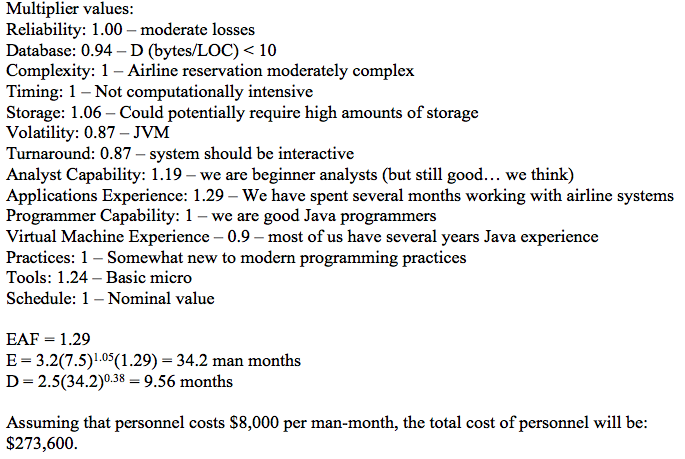 Multiplier values:
Reliability: 1.00 – moderate losses
Database: 0.94 – D (bytes/LOC) < 10
Complexity: 1 – Airline reservation moderately complex
Timing: 1 – Not computationally intensive
Storage: 1.06 – Could potentially require high amounts of storage
Volatility: 0.87 – JVM
Turnaround: 0.87 – system should be interactive
Analyst Capability: 1.19 – we are beginner analysts (but still good… we think)
Applications Experience: 1.29 – We have spent several months working with airline systems
Programmer Capability: 1 – we are good Java programmers
Virtual Machine Experience – 0.9 – most of us have several years Java experience
Practices: 1 – Somewhat new to modern programming practices
Tools: 1.24 – Basic micro
Schedule: 1 – Nominal value
EAF = 1.29
E = 3.2(7.5)^1.05(1.29) = 34.2 man months
D = 2.5(34.2)^0.38 = 9.56 months
Assuming that personnel costs $8,000 per man-month, the total cost of personnel will be:
$273,600.